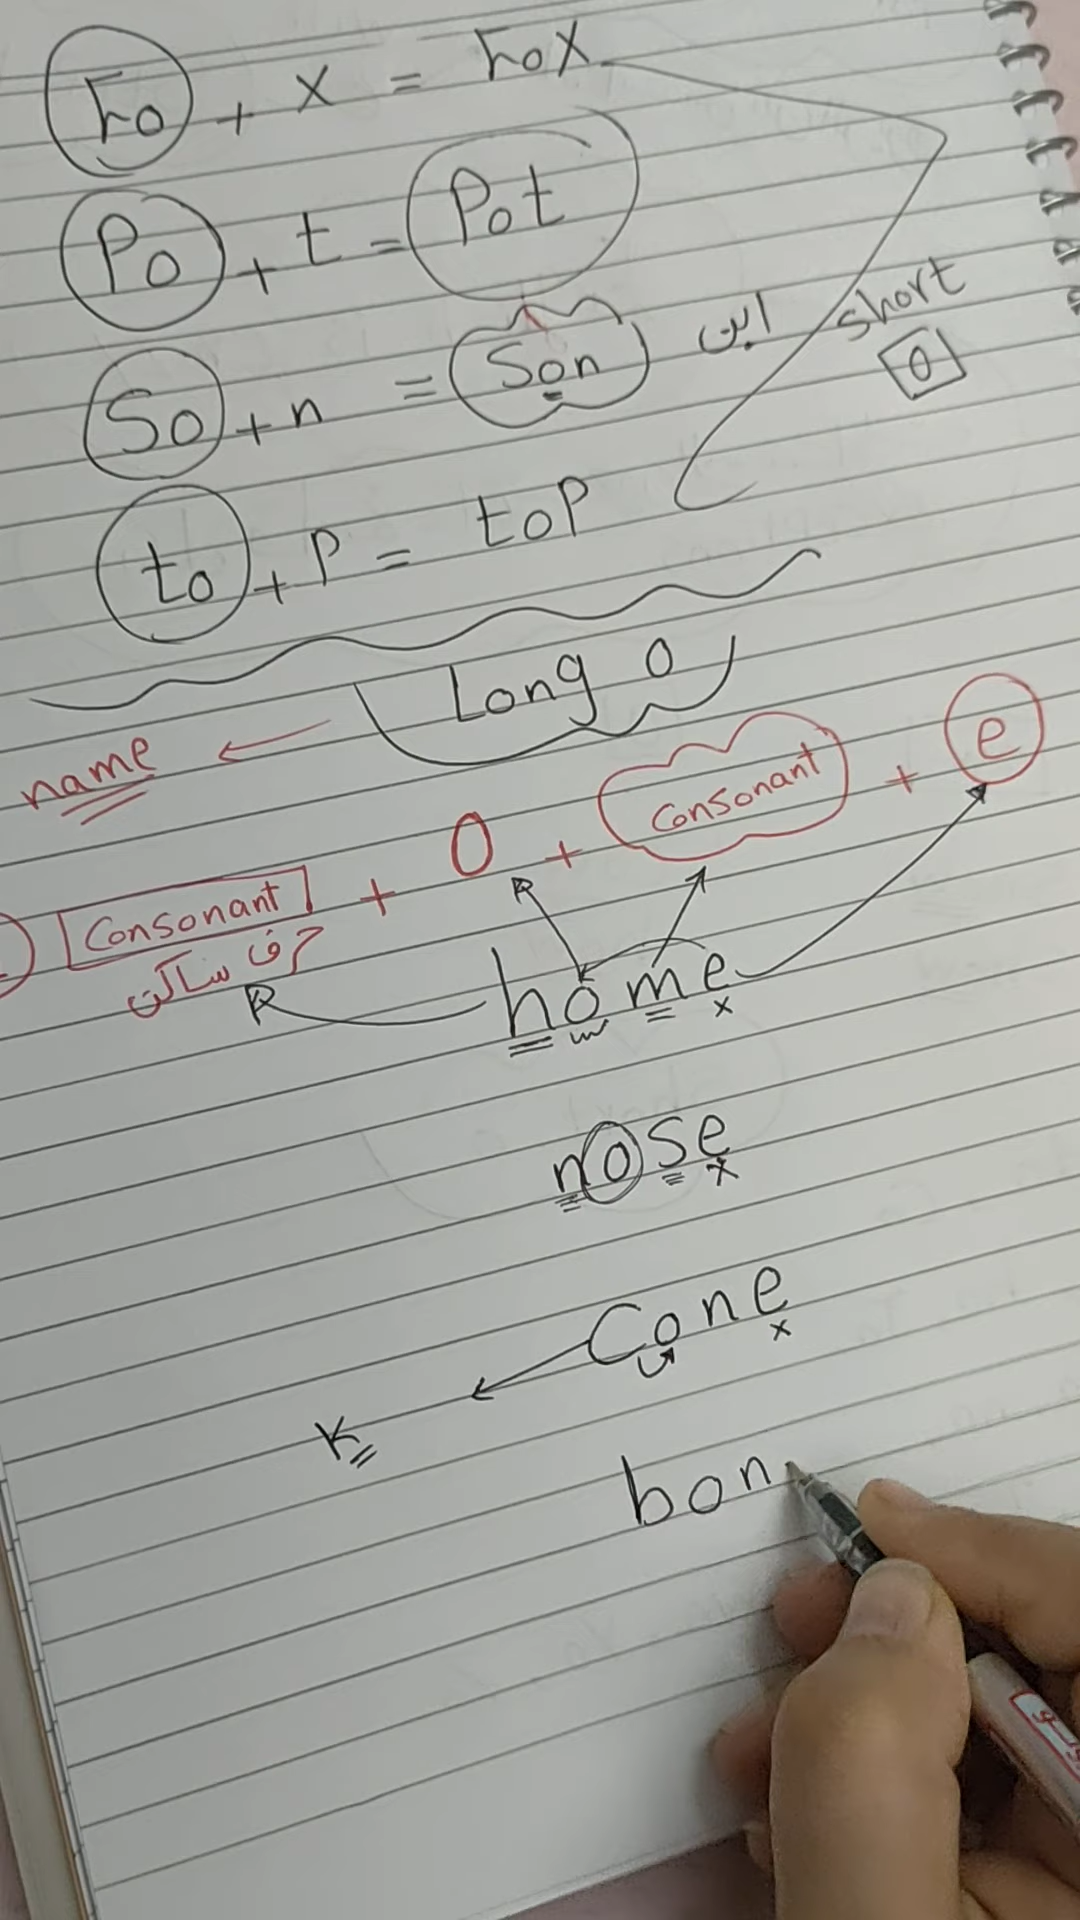 Fo + x = Fox
Po + t = Pot
So + n = Son ابن
short
o
to + P = toP
Long o
name
Consonant + O + Consonant + e
حرف ساكن
home
x
nose
x
Cone
x
K
bon